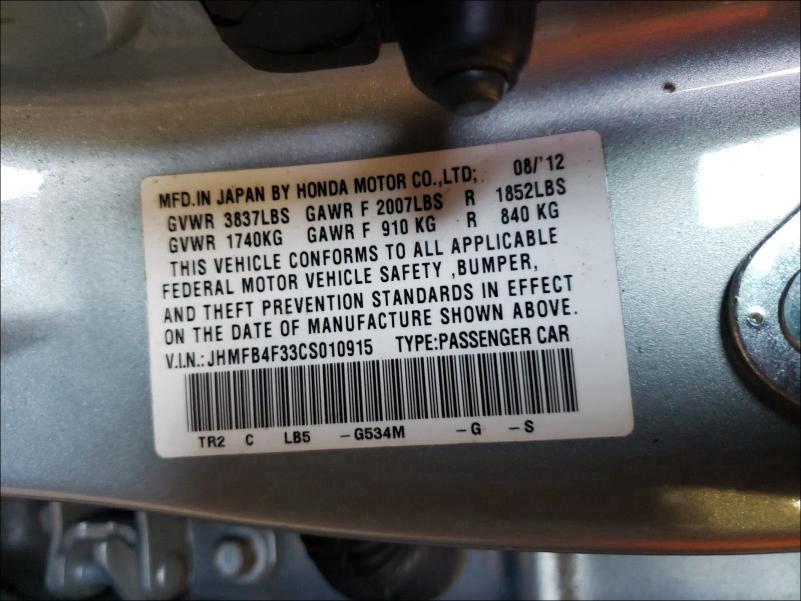 MFD.IN JAPAN BY HONDA MOTOR CO.,LTD; 08/'12
GVWR 3837LBS GAWR F 2007LBS R 1852LBS
GVWR 1740KG GAWR F 910 KG R 840 KG
THIS VEHICLE CONFORMS TO ALL APPLICABLE
FEDERAL MOTOR VEHICLE SAFETY ,BUMPER,
AND THEFT PREVENTION STANDARDS IN EFFECT
ON THE DATE OF MANUFACTURE SHOWN ABOVE.
V.I.N.: JHMFB4F33CS010915 TYPE:PASSENGER CAR
TR2 C LB5 -G534M -G -S